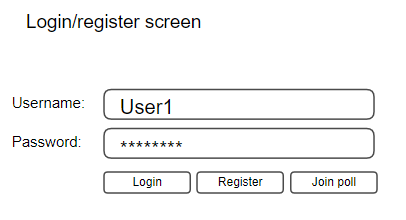 Login/register screen
Username: User1
Password: ********
Login Register Join poll